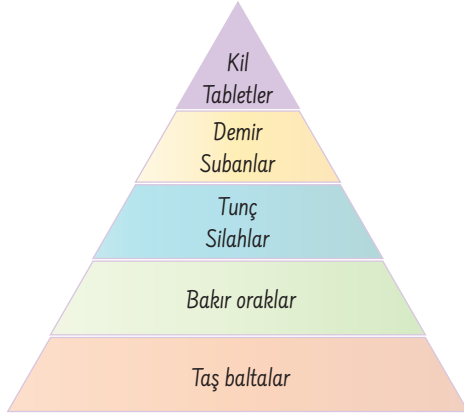 Kil
Tabletler
Demir
Subanlar
Tunç
Silahlar
Bakır oraklar
Taş baltalar